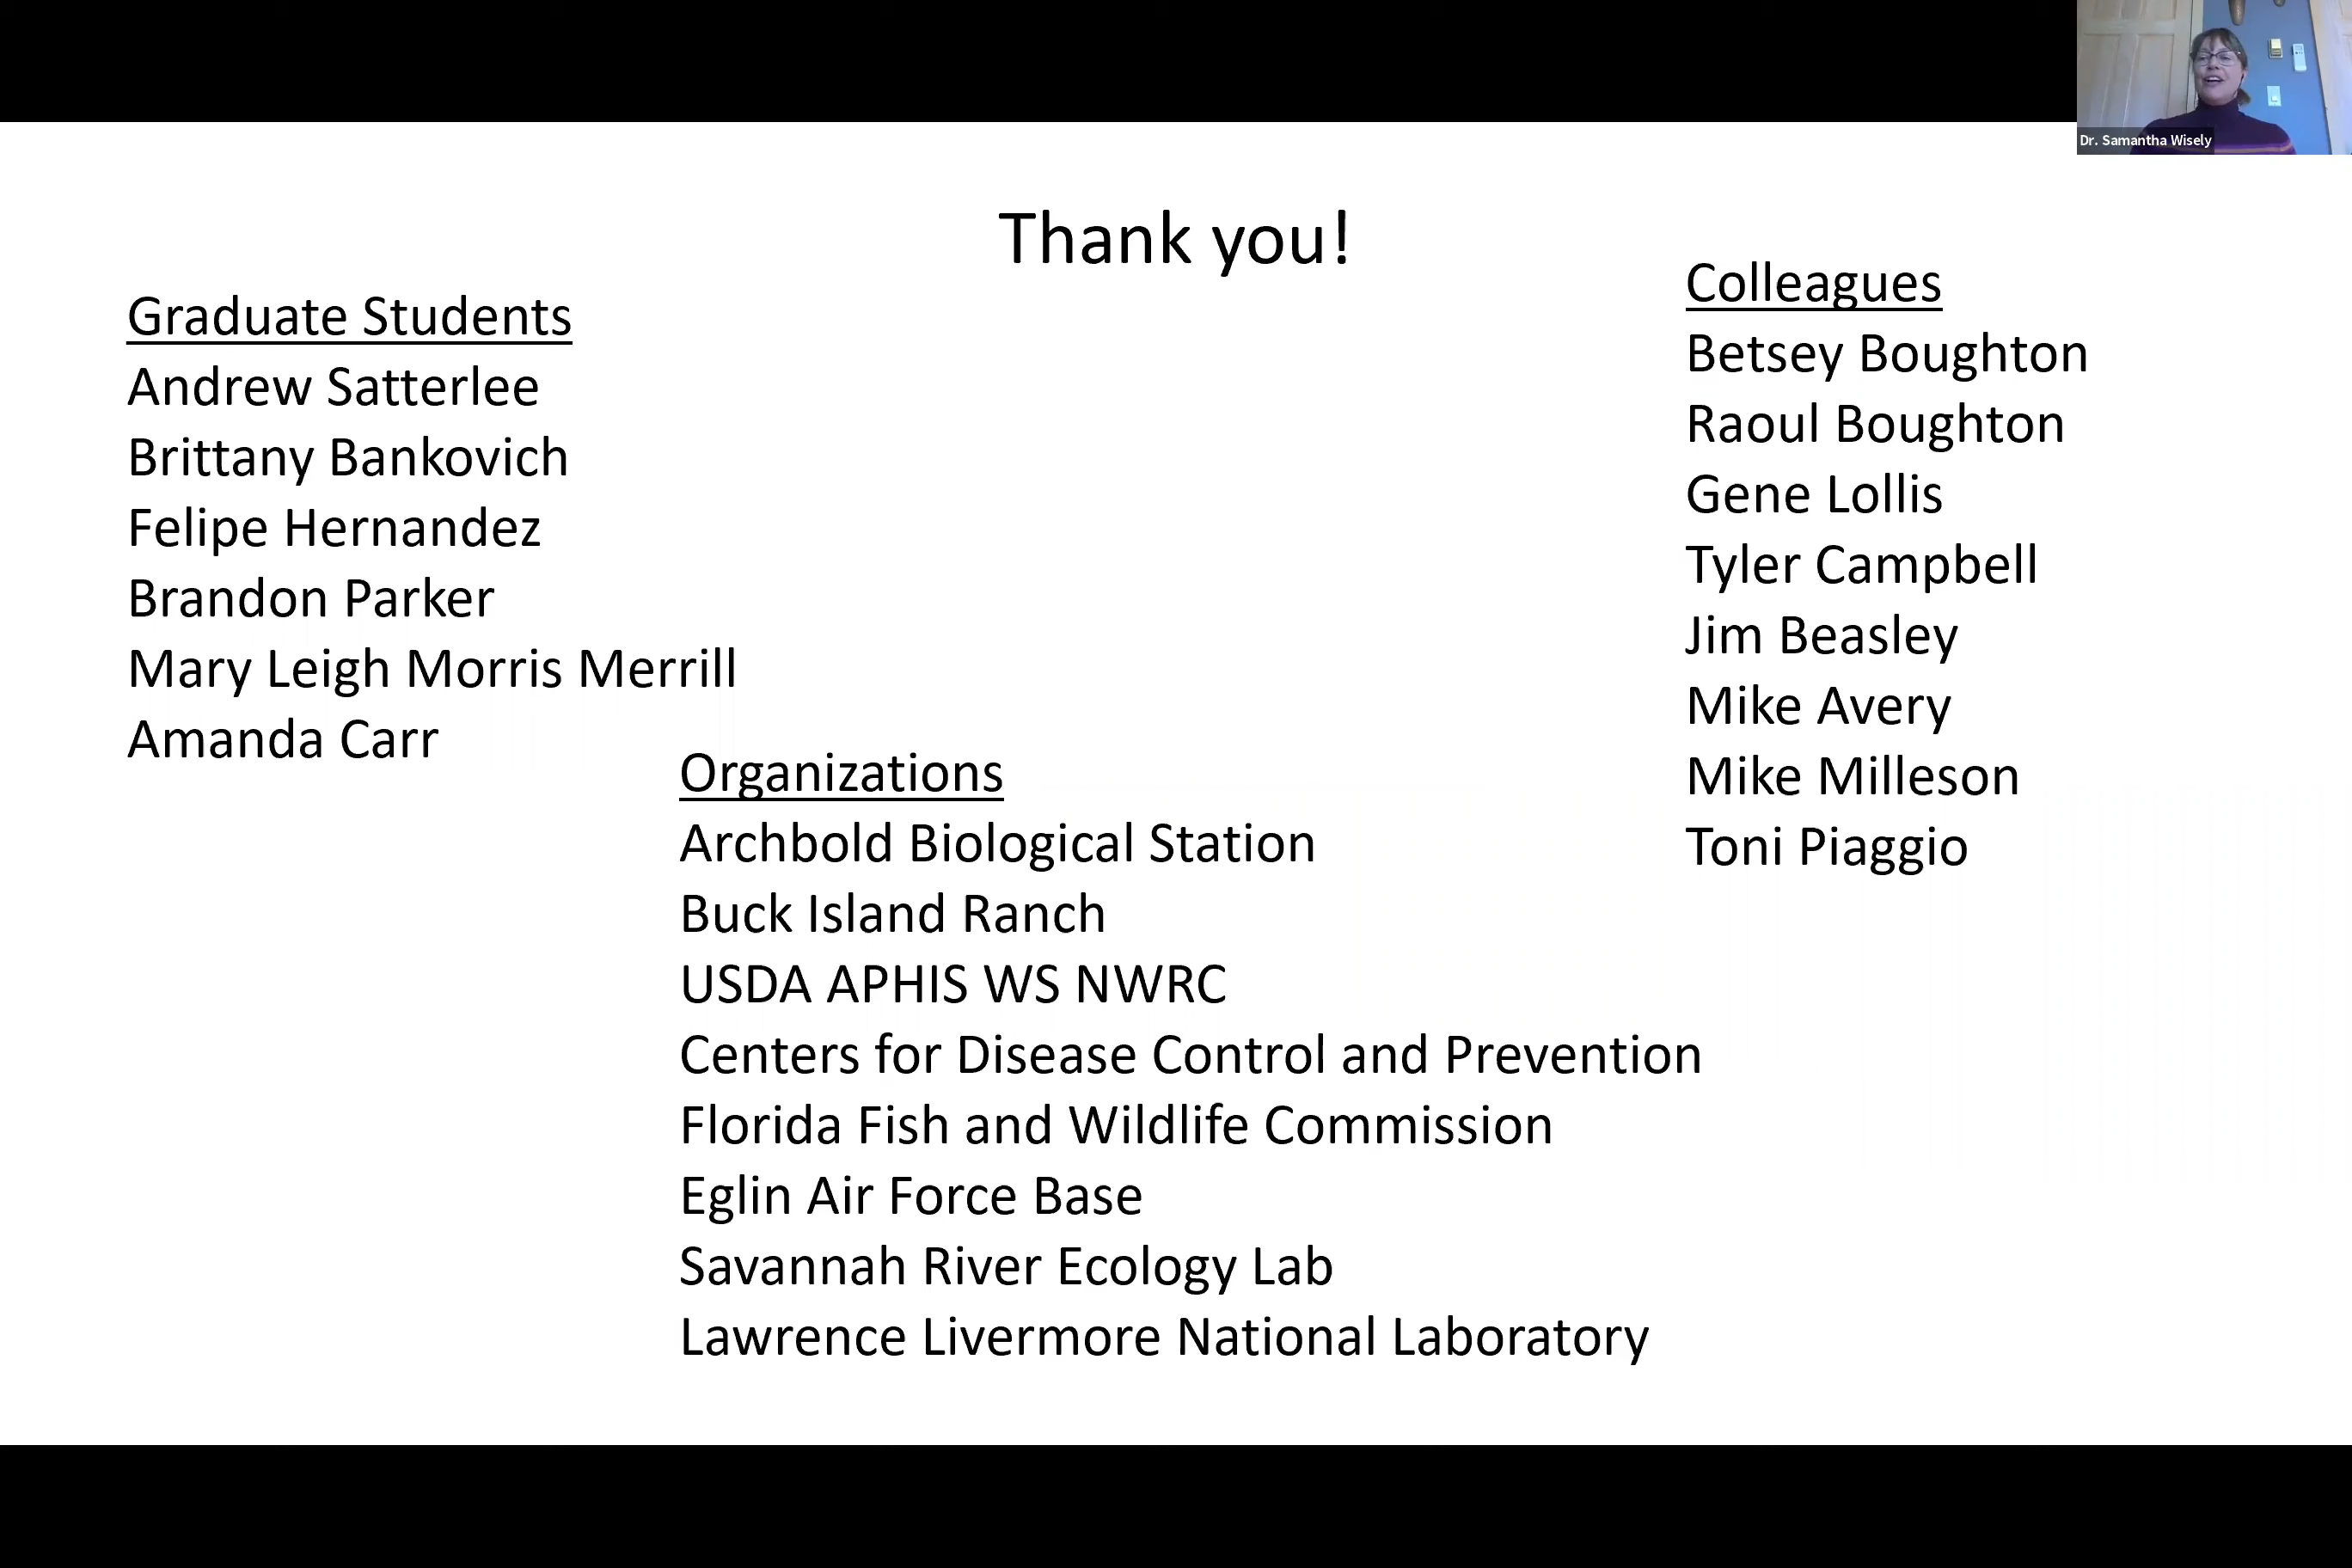 Dr. Samantha Wisely
Thank you!
Graduate Students
Andrew Satterlee
Brittany Bankovich
Felipe Hernandez
Brandon Parker
Mary Leigh Morris Merrill
Amanda Carr
Organizations
Archbold Biological Station
Buck Island Ranch
USDA APHIS WS NWRC
Centers for Disease Control and Prevention
Florida Fish and Wildlife Commission
Eglin Air Force Base
Savannah River Ecology Lab
Lawrence Livermore National Laboratory
Colleagues
Betsey Boughton
Raoul Boughton
Gene Lollis
Tyler Campbell
Jim Beasley
Mike Avery
Mike Milleson
Toni Piaggio